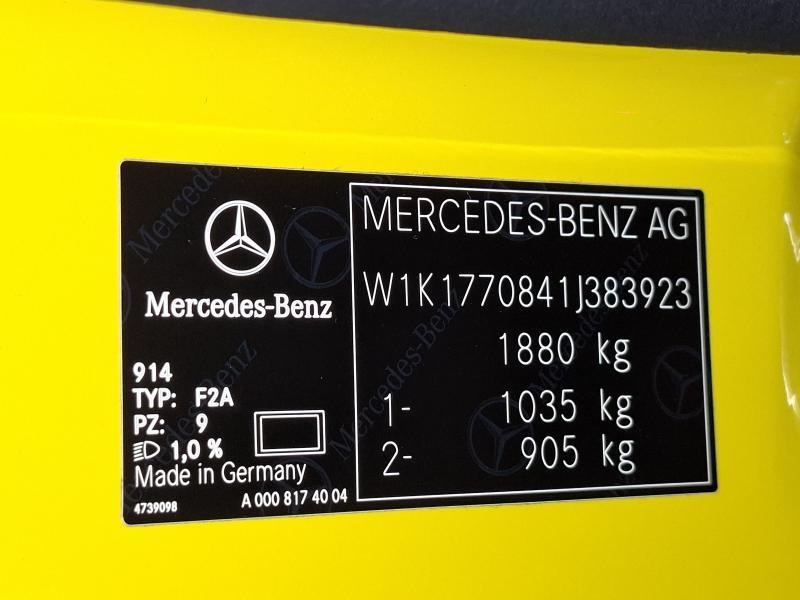 Mercedes-Benz
914
TYP: F2A
PZ: 9
1,0 %
Made in Germany
4739098
A 000 817 40 04
MERCEDES-BENZ AG
W1K1770841J383923
1880 kg
1- 1035 kg
2- 905 kg